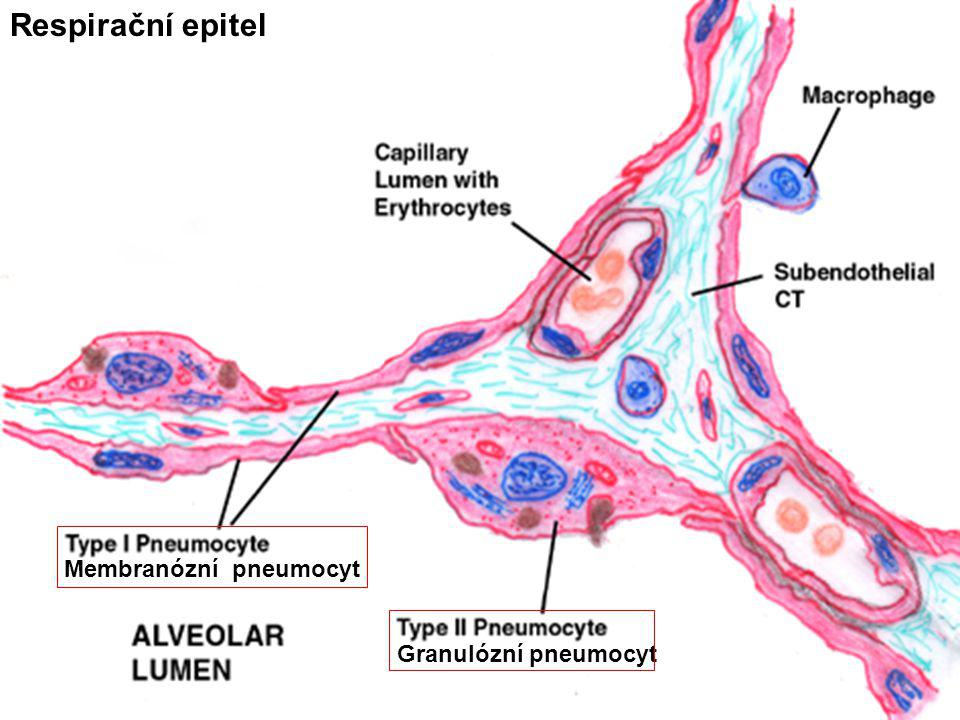 Respirační epitel
Macrophage
Capillary
Lumen with
Erythrocytes
Subendothelial
CT
Type I Pneumocyte
Membranózní pneumocyt
Type II Pneumocyte
Granulózní pneumocyt
ALVEOLAR
LUMEN